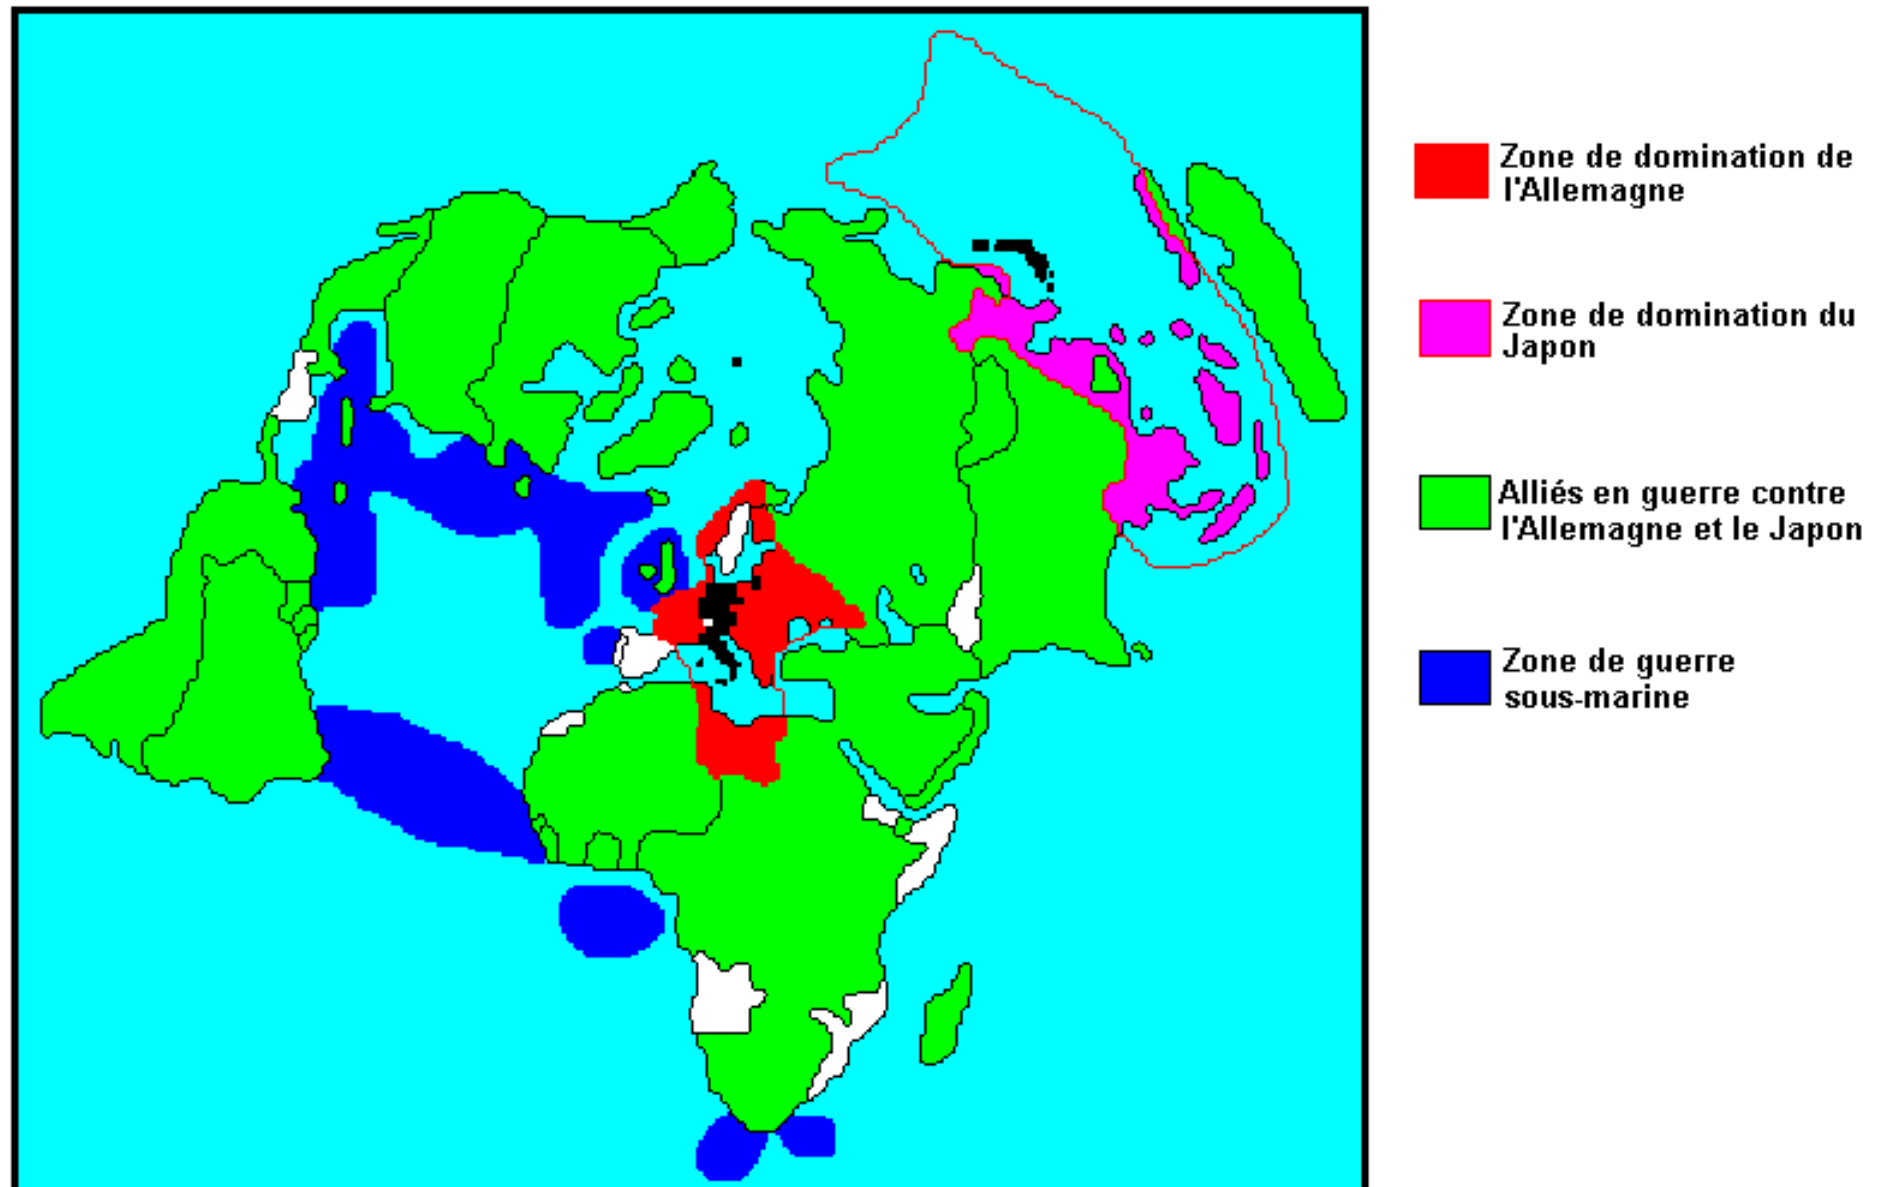 Zone de domination de
l'Allemagne
Zone de domination du
Japon
Alliés en guerre contre
l'Allemagne et le Japon
Zone de guerre
sous-marine